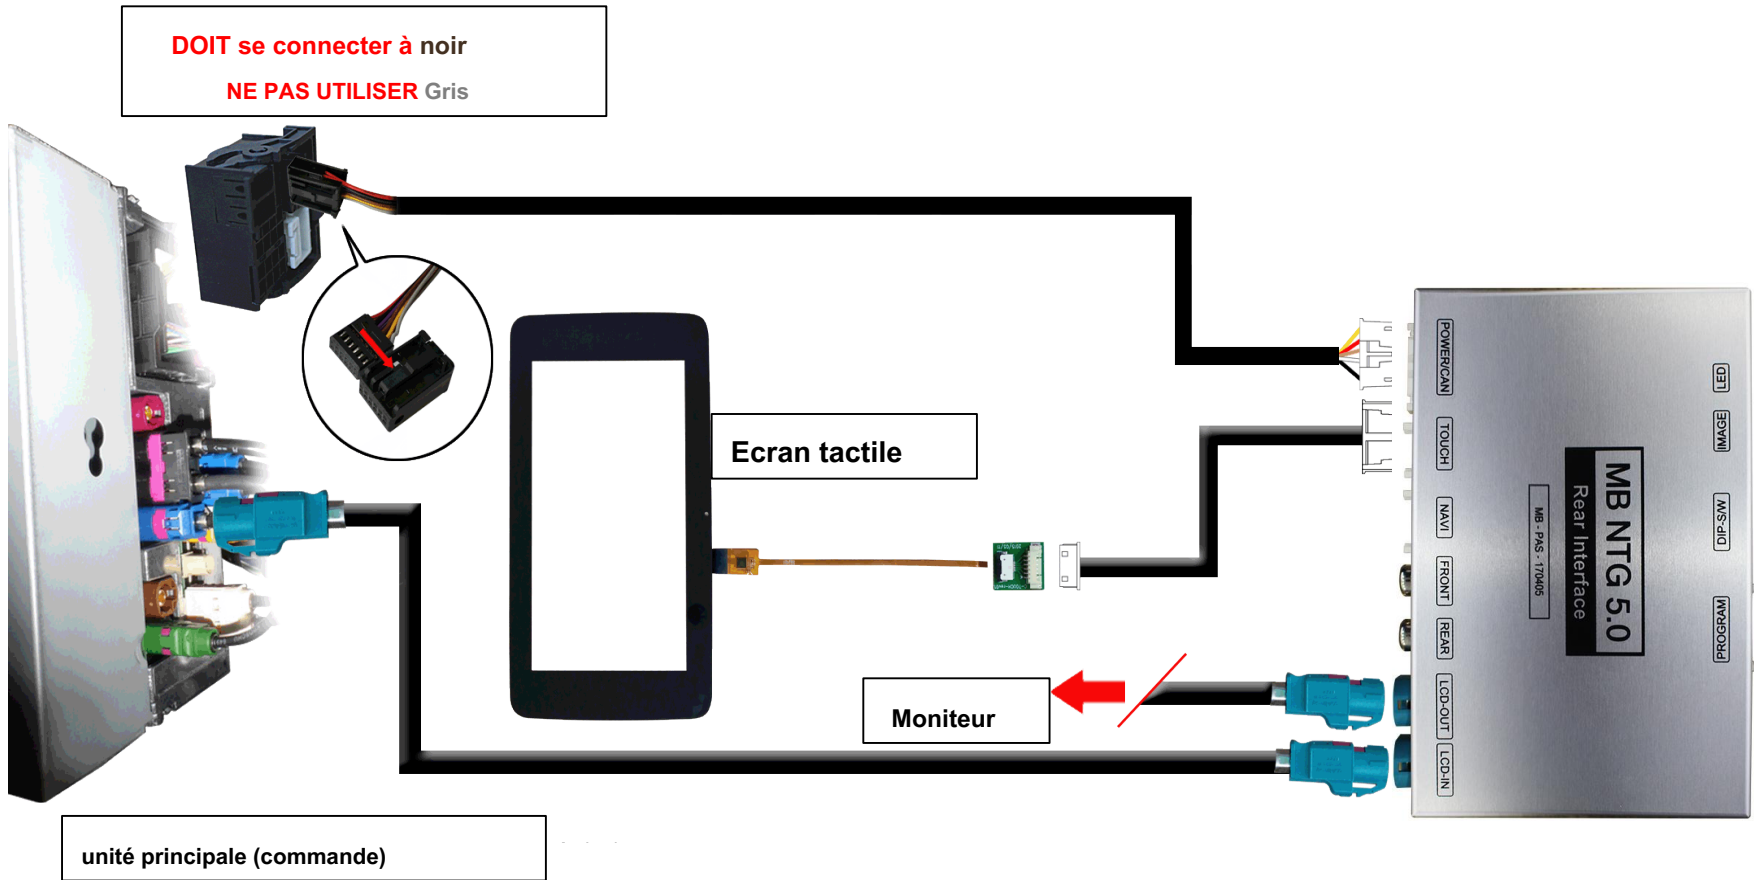 DOIT se connecter à noir
NE PAS UTILISER Gris
Ecran tactile
Moniteur
unité principale (commande)
POWER/CAN
TOUCH
NAVI
FRONT
REAR
LCD-OUT
LCD-IN
MB NTG 5.0
Rear Interface
MB - PAS - 170405
LED
IMAGE
DIP-S/W
PROGRAM